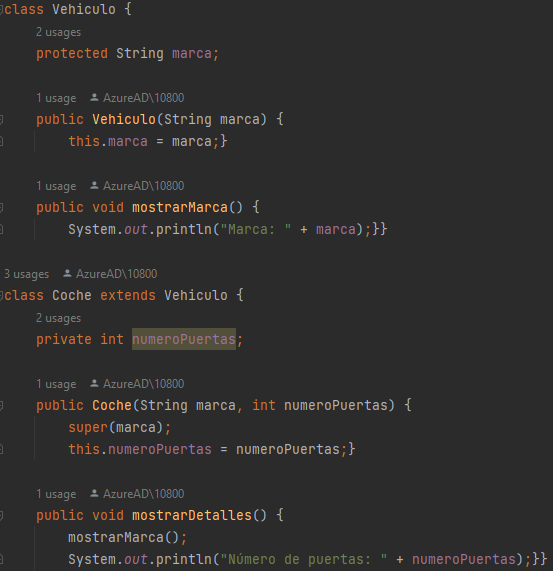 class Vehiculo {
2 usages
protected String marca;
1 usage AzureAD\10800
public Vehiculo(String marca) {
this.marca = marca;}
1 usage AzureAD\10800
public void mostrarMarca() {
System.out.println("Marca: " + marca);}}
3 usages AzureAD\10800
class Coche extends Vehiculo {
2 usages
private int numeroPuertas;
1 usage AzureAD\10800
public Coche(String marca, int numeroPuertas) {
super(marca);
this.numeroPuertas = numeroPuertas;}
1 usage AzureAD\10800
public void mostrarDetalles() {
mostrarMarca();
System.out.println("Número de puertas: " + numeroPuertas);}}